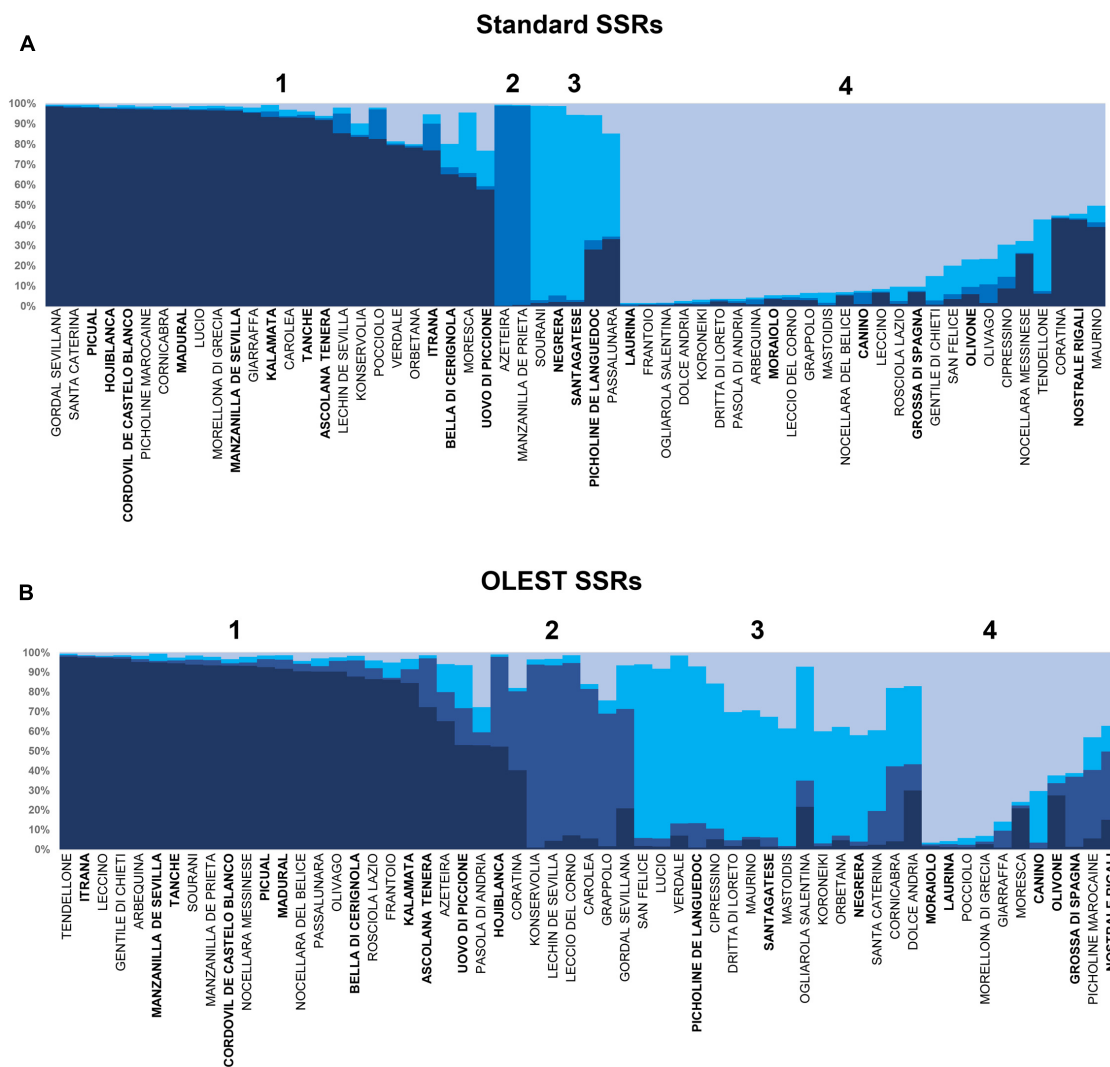 Standard SSRs
A
1 2 3 4
100%
90%
80%
70%
60%
50%
40%
30%
20%
10%
0%
GORDAL SEVILLANA
SANTA CATERINA
PICUAL
HOJIBLANCA
CORDOVIL DE CASTELO BLANCO
PICHOLINE MAROCAINE
CORNICABRA
MADURAL
LUCIO
MORELLONA DI GRECIA
MANZANILLA DE SEVILLA
GIARRAFFA
KALAMATA
CAROLEA
TANCHE
ASCOLANA TENERA
LECHIN DE SEVILLA
KONSERVOLIA
POCCIOLO
VERDALE
ORBETANA
ITRANA
BELLA DI CERIGNOLA
MORESCA
UOVO DI PICCIONE
AZETEIRA
MANZANILLA DE PRIETA
SOURANI
NEGRERA
SANTAGATESE
PICHOLINE DE LANGUEDOC
PASSALUNARA
LAURINA
FRANTOIO
OGLIAROLA SALENTINA
DOLCE ANDRIA
KORONEIKI
DRITTA DI LORETO
PASOLA DI ANDRIA
ARBEQUINA
MORAIOLO
LECCIO DEL CORNO
GRAPPOLO
MASTOIDIS
NOCELLARA DEL BELICE
CANINO
LECCINO
ROSCIOLA LAZIO
GROSSA DI SPAGNA
GENTILE DI CHIETI
SAN FELICE
OLIVONE
OLIVAGO
CIPRESSINO
NOCELLARA MESSINESE
TENDELLONE
CORATINA
NOSTRALE RIGALI
MAURINO
OLEST SSRs
B
1 2 3 4
100%
90%
80%
70%
60%
50%
40%
30%
20%
10%
0%
TENDELLONE
ITRANA
LECCINO
GENTILE DI CHIETI
ARBEQUINA
MANZANILLA DE SEVILLA
TANCHE
SOURANI
MANZANILLA DE PRIETA
CORDOVIL DE CASTELO BLANCO
NOCELLARA MESSINESE
PICUAL
MADURAL
NOCELLARA DEL BELICE
PASSALUNARA
OLIVAGO
BELLA DI CERIGNOLA
ROSCIOLA LAZIO
FRANTOIO
KALAMATA
ASCOLANA TENERA
AZETEIRA
UOVO DI PICCIONE
PASOLA DI ANDRIA
HOJIBLANCA
CORATINA
KONSERVOLIA
LECHIN DE SEVILLA
LECCIO DEL CORNO
CAROLEA
GRAPPOLO
GORDAL SEVILLANA
SAN FELICE
LUCIO
VERDALE
PICHOLINE DE LANGUEDOC
CIPRESSINO
DRITTA DI LORETO
MAURINO
SANTAGATESE
MASTOIDIS
OGLIAROLA SALENTINA
KORONEIKI
ORBETANA
NEGRERA
SANTA CATERINA
CORNICABRA
DOLCE ANDRIA
MORAIOLO
LAURINA
POCCIOLO
MORELLONA DI GRECIA
GIARRAFFA
MORESCA
CANINO
OLIVONE
GROSSA DI SPAGNA
PICHOLINE MAROCAINE
NOSTRALE RIGALI